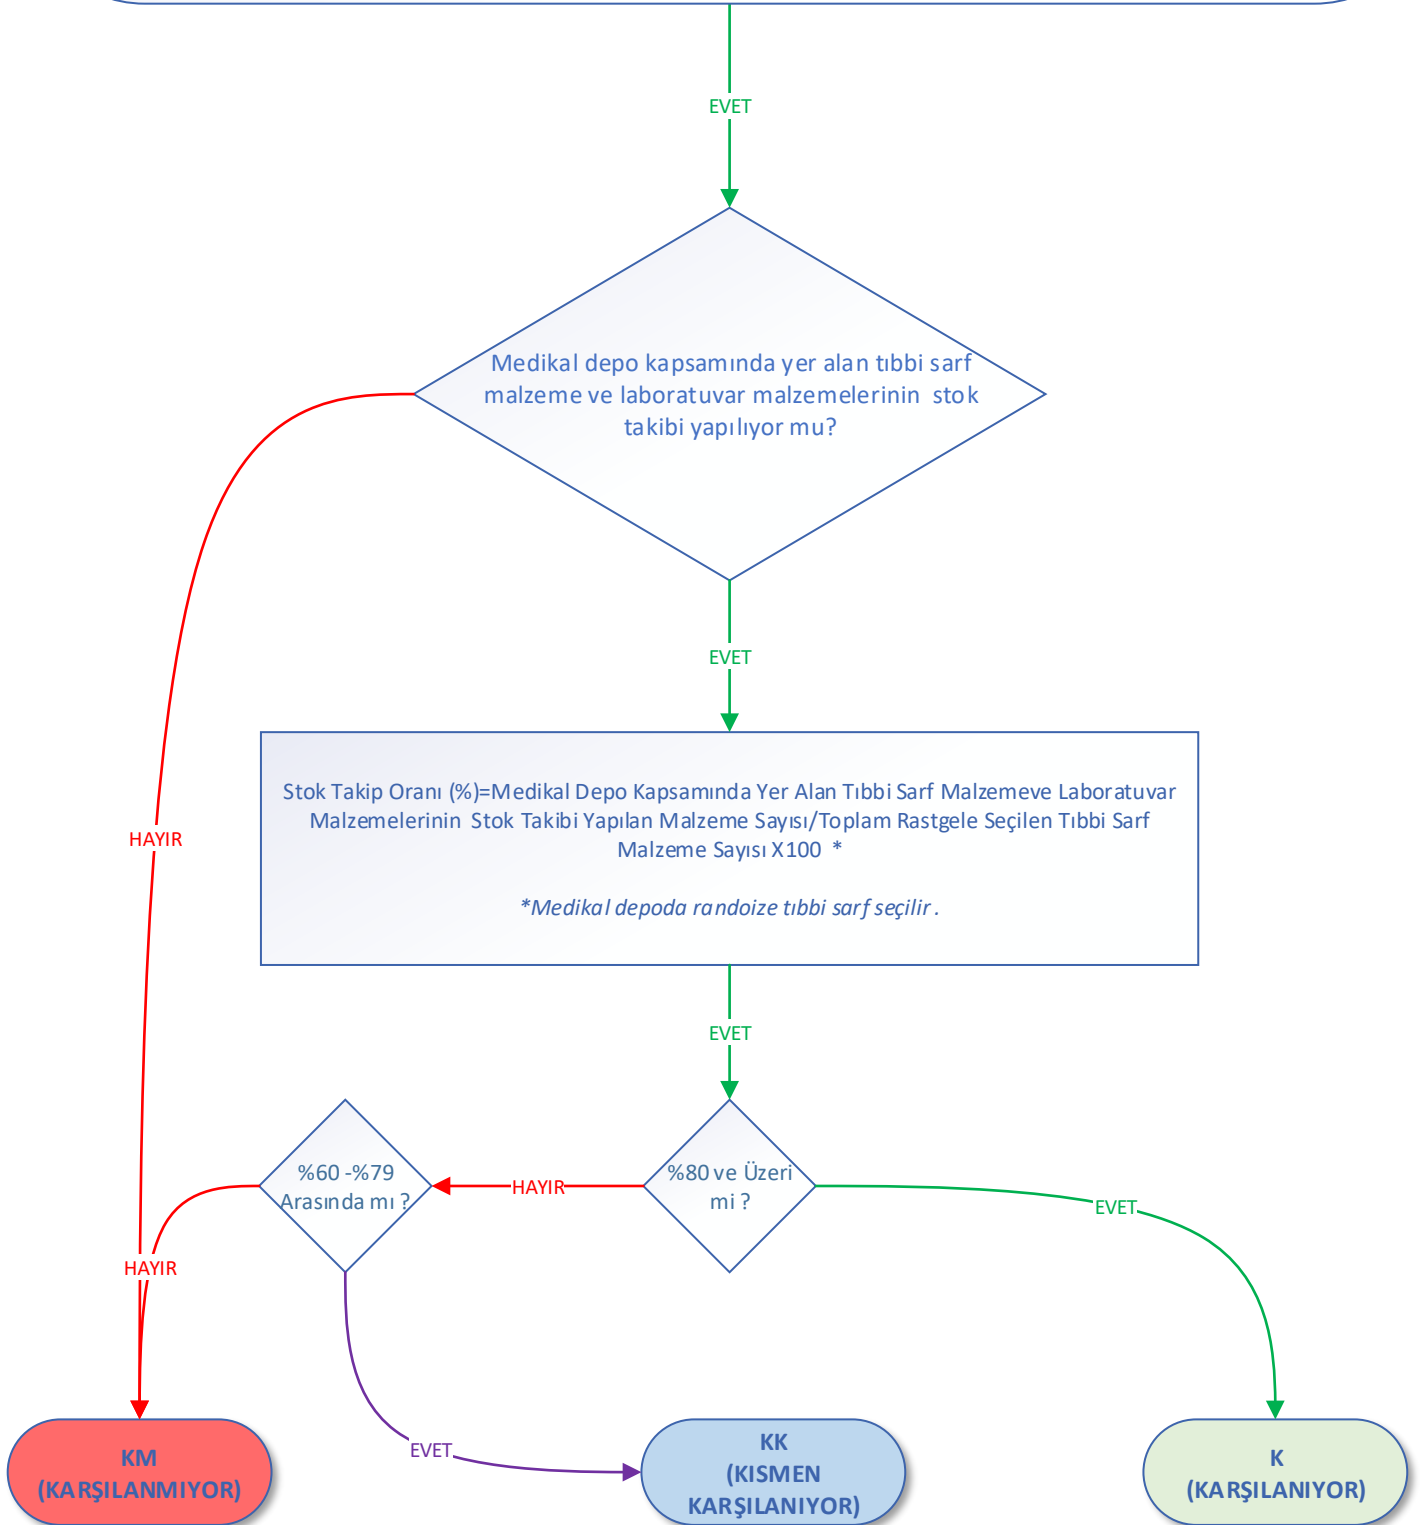 EVET
Medikal depo kapsamında yer alan tıbbi sarf
malzeme ve laboratuvar malzemelerinin stok
takibi yapılıyor mu?
EVET
HAYIR
Stok Takip Oranı (%)=Medikal Depo Kapsamında Yer Alan Tıbbi Sarf Malzemeve Laboratuvar
Malzemelerinin Stok Takibi Yapılan Malzeme Sayısı/Toplam Rastgele Seçilen Tıbbi Sarf
Malzeme Sayısı X100 *
*Medikal depoda randoize tıbbi sarf seçilir .
EVET
%60 -%79
Arasında mı ?
HAYIR
%80 ve Üzeri
mi ?
EVET
HAYIR
EVET
KM
(KARŞILANMIYOR)
KK
(KISMEN
KARŞILANIYOR)
K
(KARŞILANIYOR)